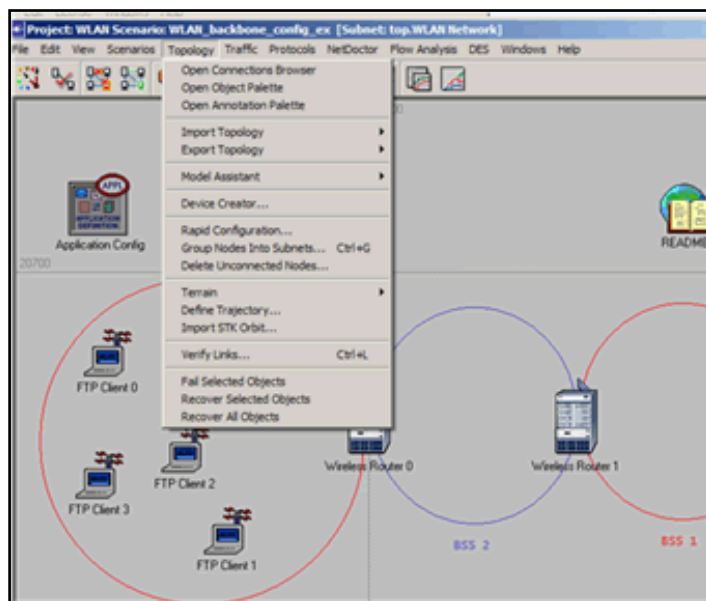 Project: WLAN Scenario: WLAN_backbone_config_ex [Subnet: top.WLAN Network]
File Edit View Scenarios Topology Traffic Protocols NetDoctor Flow Analysis DES Windows Help
Open Connections Browser
Open Object Palette
Open Annotation Palette
Import Topology
Export Topology
Model Assistant
Device Creator...
Rapid Configuration...
Group Nodes Into Subnets... Ctrl+G
Delete Unconnected Nodes...
Terrain
Define Trajectory...
Import STK Orbit...
Verify Links... Ctrl+L
Fail Selected Objects
Recover Selected Objects
Recover All Objects
APPL
APPLICATION
DEFINITION
Application Config
README
20700
FTP Client 0
FTP Client 2
FTP Client 3
FTP Client 1
Wireless Router 0
Wireless Router 1
BSS 2
BSS 1